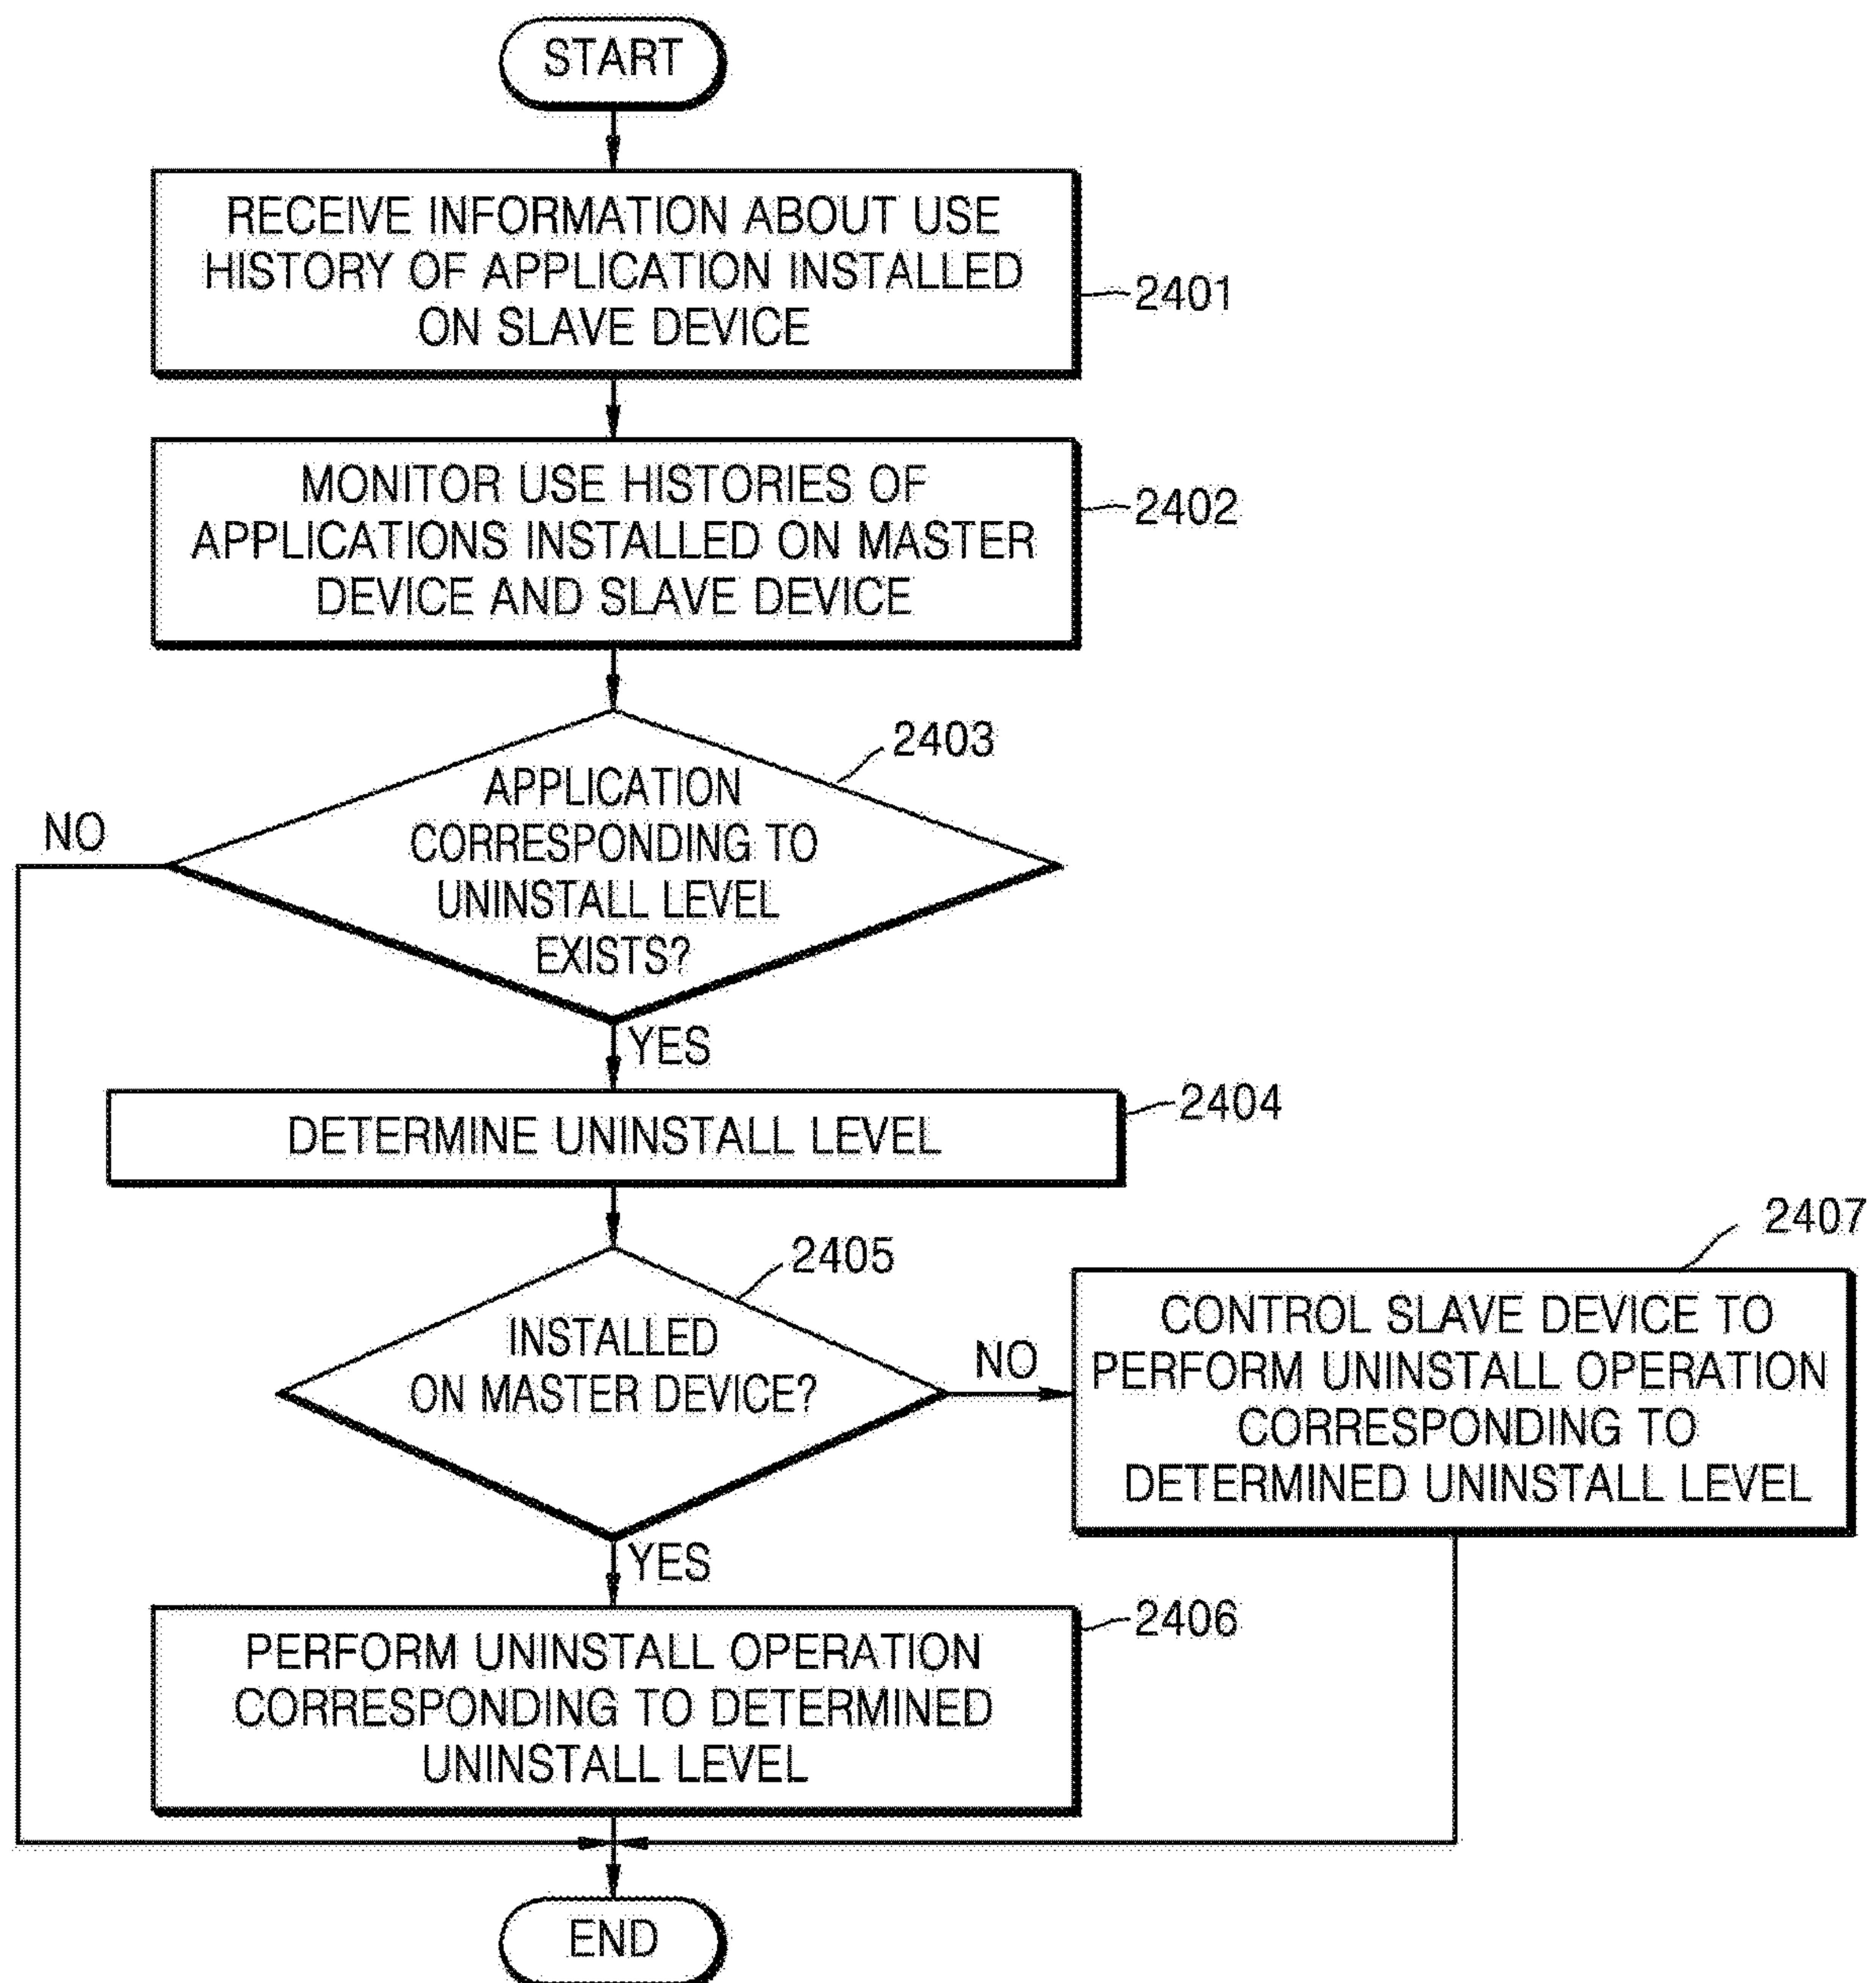 START
RECEIVE INFORMATION ABOUT USE
HISTORY OF APPLICATION INSTALLED
ON SLAVE DEVICE
2401
MONITOR USE HISTORIES OF
APPLICATIONS INSTALLED ON MASTER
DEVICE AND SLAVE DEVICE
2402
2403
APPLICATION
CORRESPONDING TO
UNINSTALL LEVEL
EXISTS?
NO
YES
DETERMINE UNINSTALL LEVEL
2404
2405
INSTALLED
ON MASTER DEVICE?
NO
2407
CONTROL SLAVE DEVICE TO
PERFORM UNINSTALL OPERATION
CORRESPONDING TO
DETERMINED UNINSTALL LEVEL
YES
PERFORM UNINSTALL OPERATION
CORRESPONDING TO DETERMINED
UNINSTALL LEVEL
2406
END